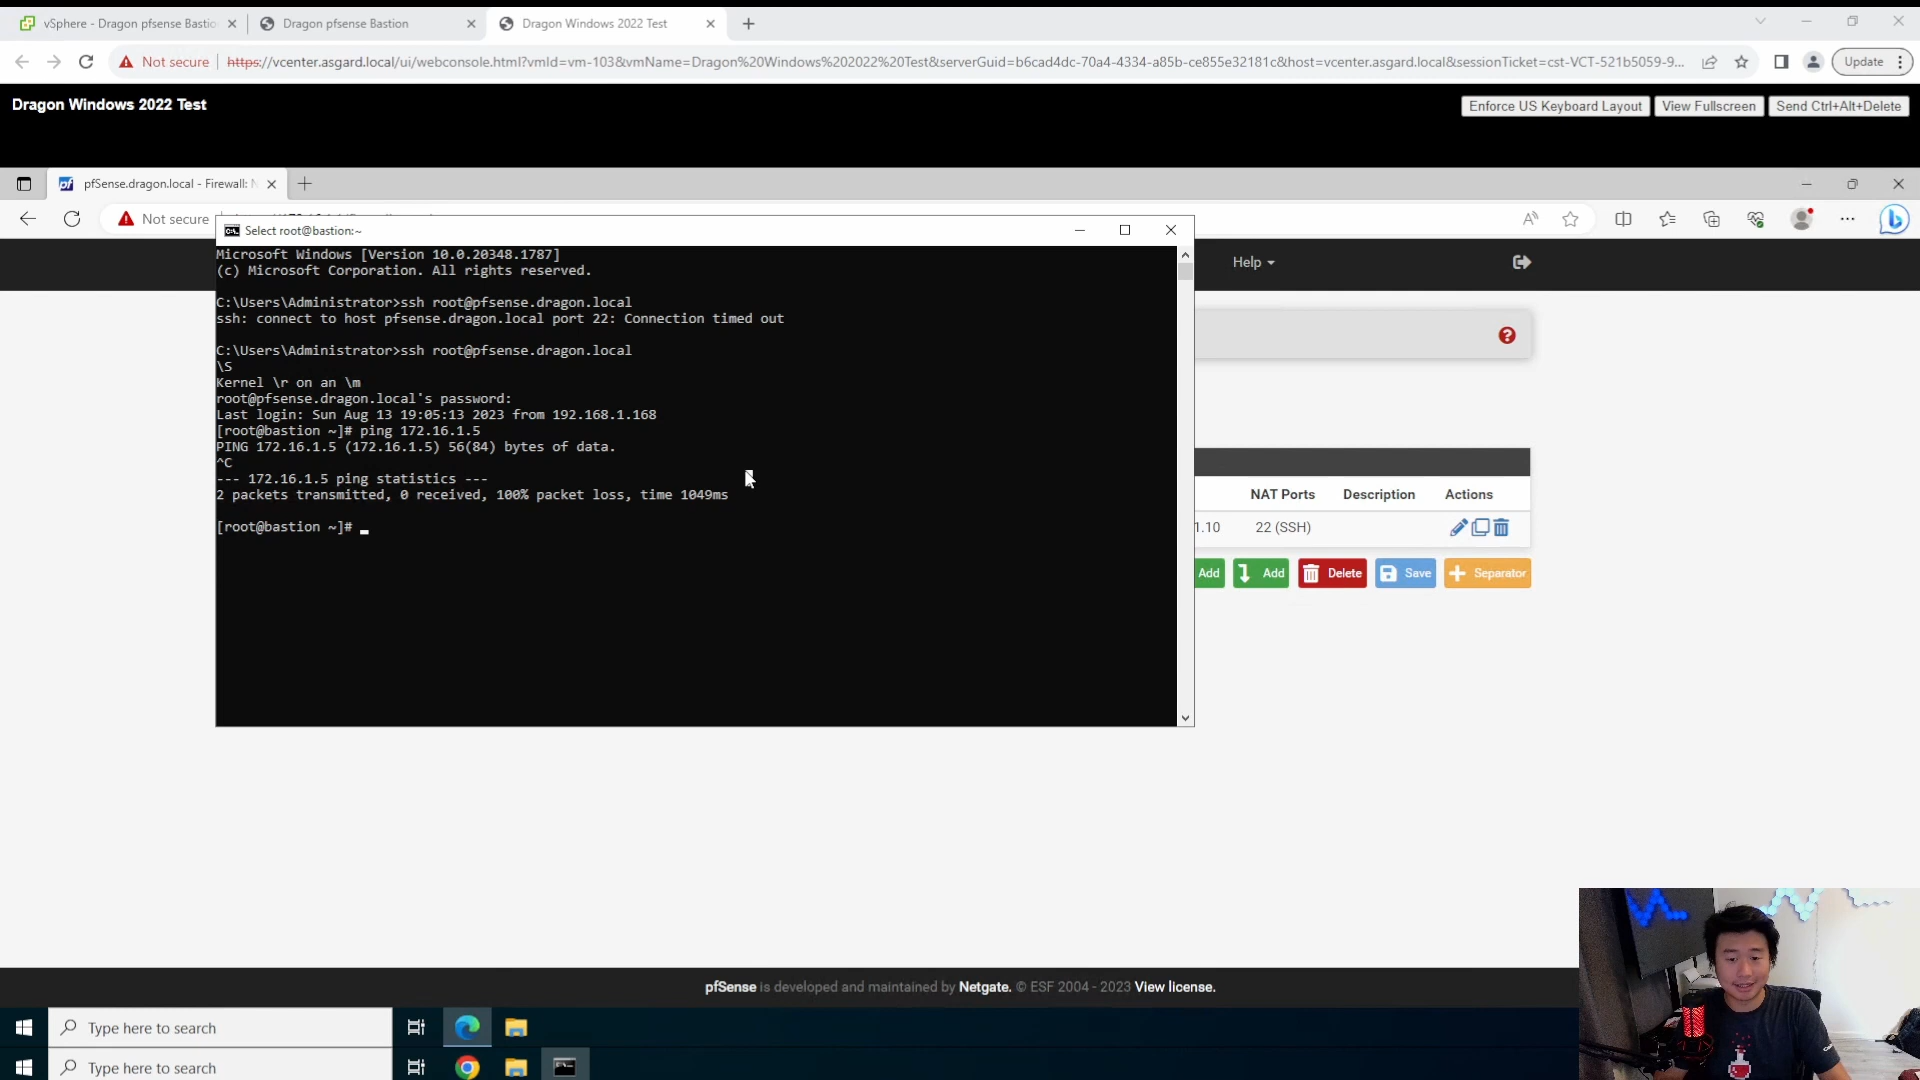 vSphere - Dragon pfsense Bastio
Dragon pfsense Bastion
Dragon Windows 2022 Test
Not secure
https://vcenter.asgard.local/ui/webconsole.html?vmId=vm-103&vmName=Dragon%20Windows%202022%20Test&serverGuid=b6cad4dc-70a4-4334-a85b-ce855e32181c&host=vcenter.asgard.local&sessionTicket=cst-VCT-521b5059-9...
Update
Dragon Windows 2022 Test
Enforce US Keyboard Layout
View Fullscreen
Send Ctrl+Alt+Delete
pfSense.dragon.local - Firewall:
Not secure
Select root@bastion:~
Help
Microsoft Windows [Version 10.0.20348.1787]
(c) Microsoft Corporation. All rights reserved.
C:\Users\Administrator>ssh root@pfsense.dragon.local
ssh: connect to host pfsense.dragon.local port 22: Connection timed out
C:\Users\Administrator>ssh root@pfsense.dragon.local
\S
Kernel \r on an \m
root@pfsense.dragon.local's password:
Last login: Sun Aug 13 19:05:13 2023 from 192.168.1.168
[root@bastion ~]# ping 172.16.1.5
PING 172.16.1.5 (172.16.1.5) 56(84) bytes of data.
^C
--- 172.16.1.5 ping statistics ---
2 packets transmitted, 0 received, 100% packet loss, time 1049ms
[root@bastion ~]#
NAT Ports
Description
Actions
1.10
22 (SSH)
Add
Add
Delete
Save
Separator
pfSense is developed and maintained by Netgate. © ESF 2004 - 2023 View license.
Type here to search
Type here to search